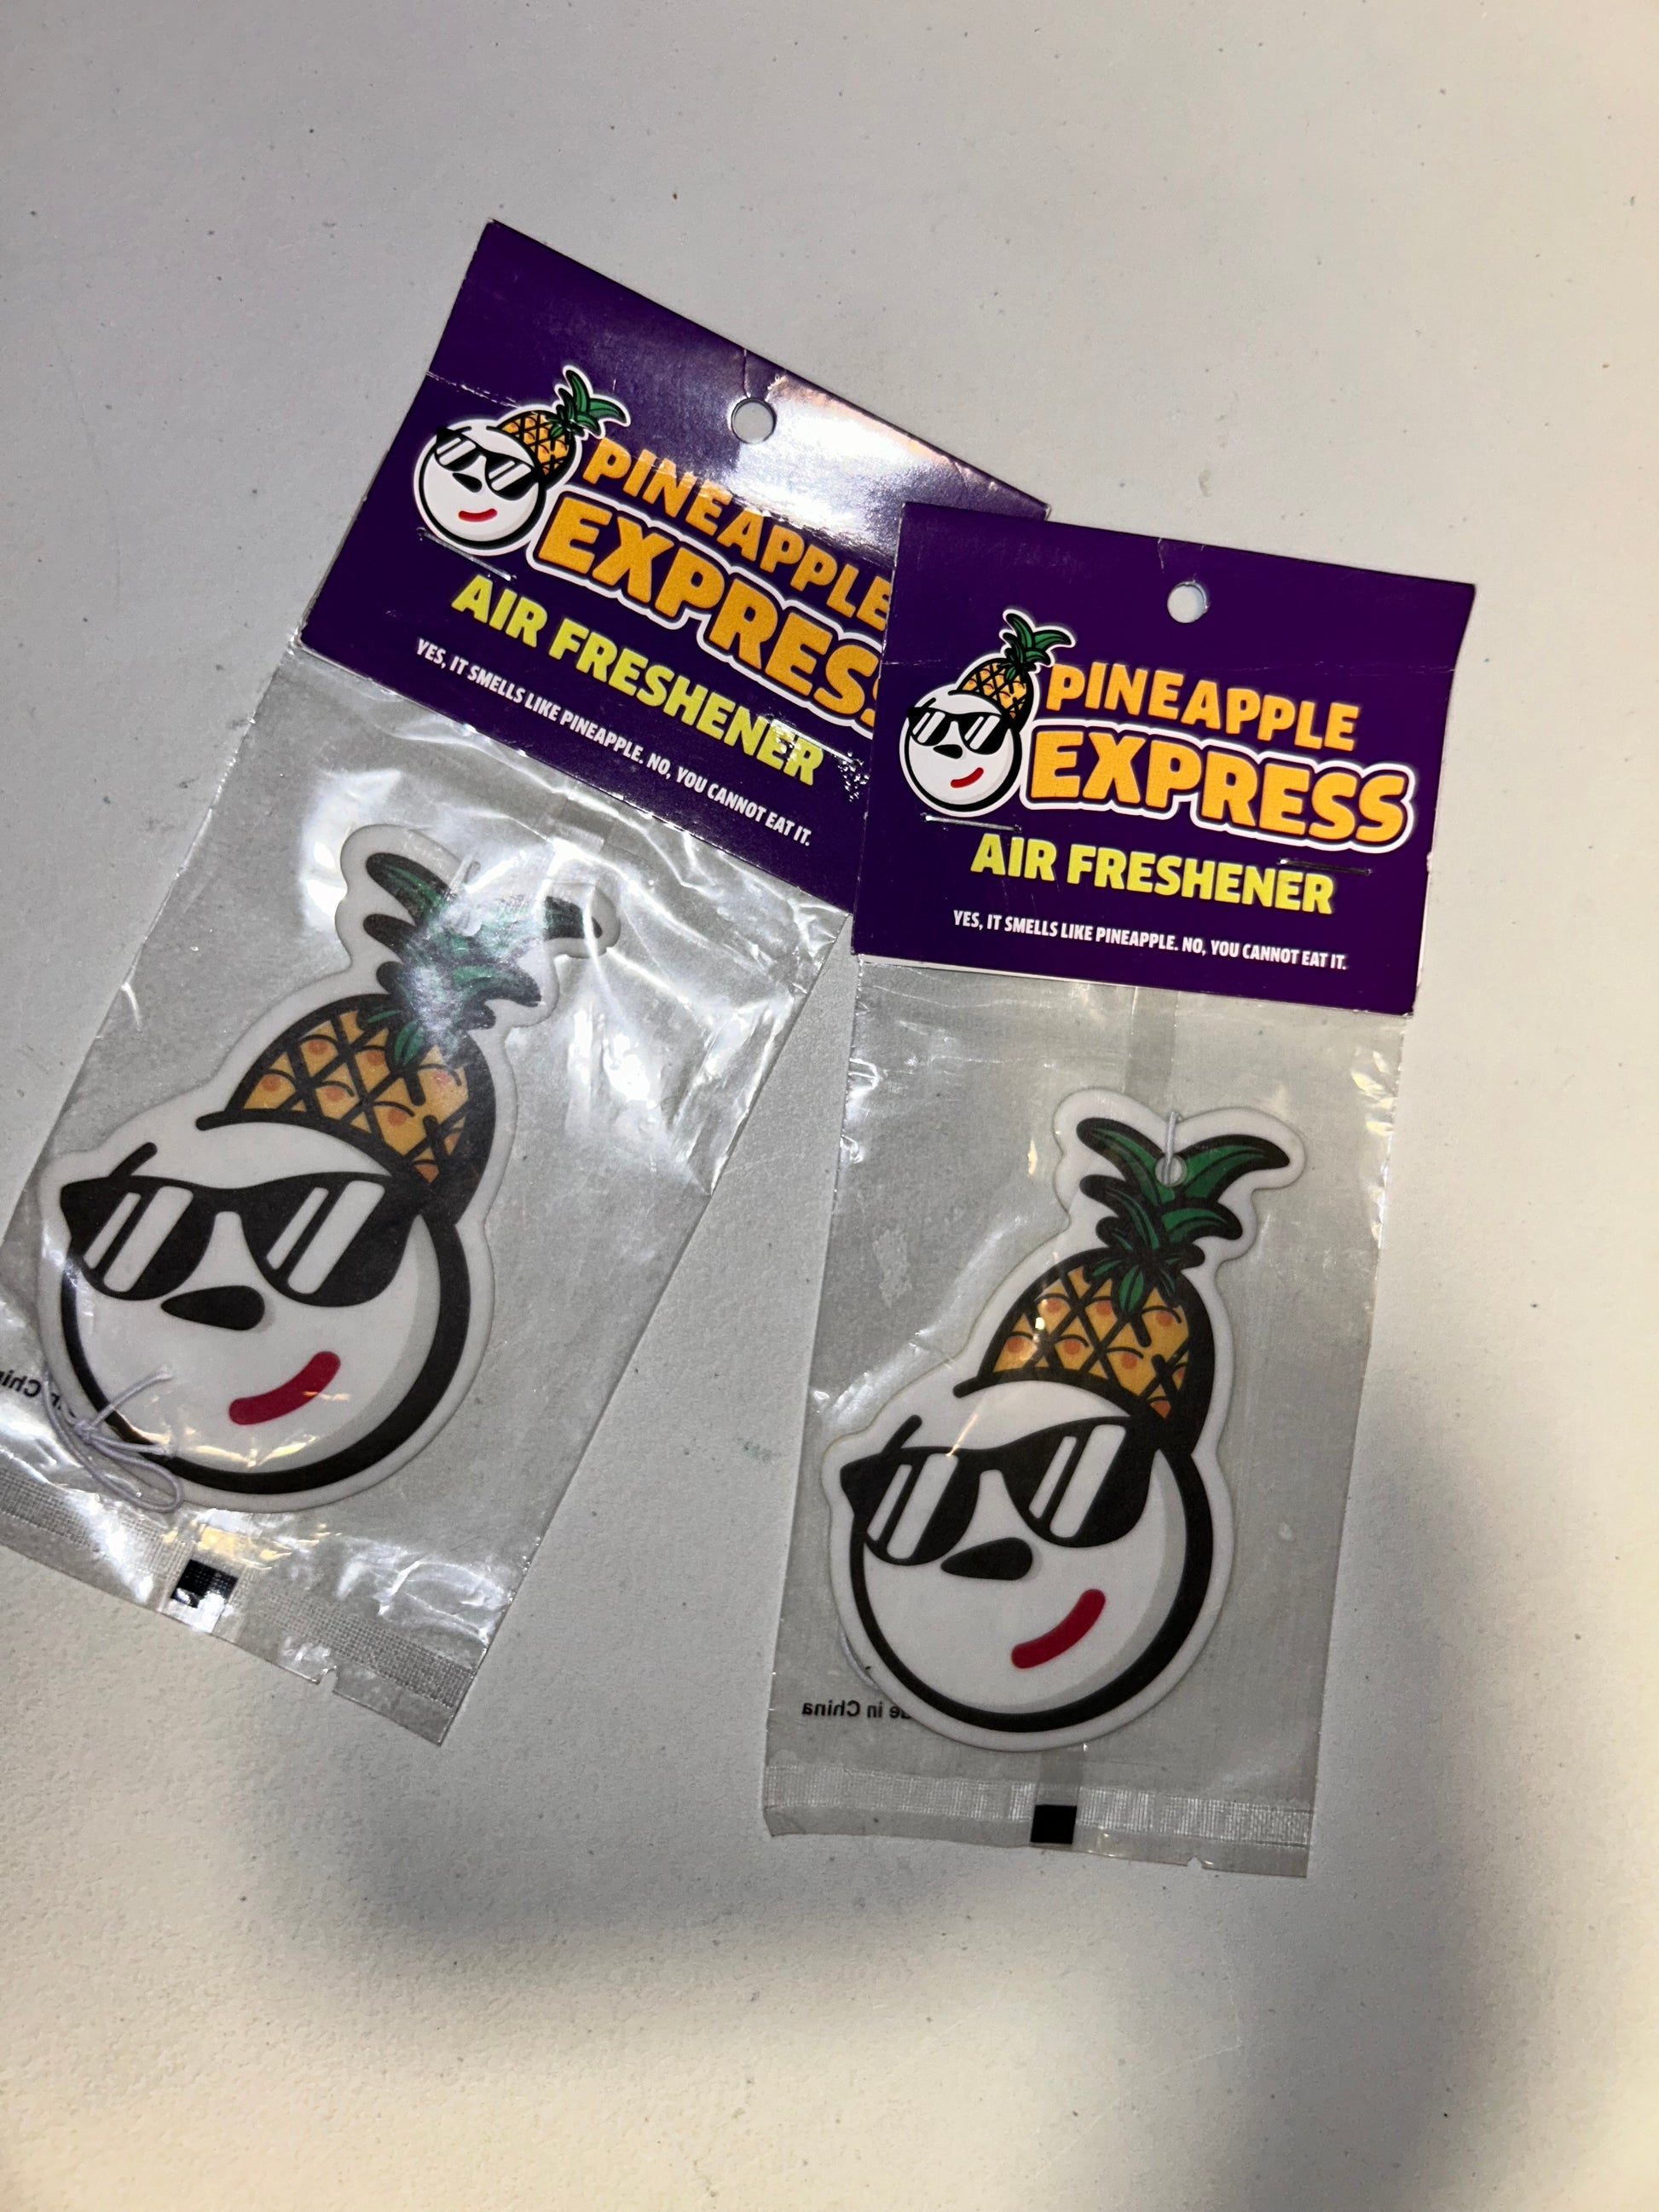 PINEAPPLE
EXPRESS
AIR FRESHENER
YES, IT SMELLS LIKE PINEAPPLE. NO, YOU CANNOT EAT IT.
PINEAPPLE
EXPRESS
AIR FRESHENER
YES, IT SMELLS LIKE PINEAPPLE. NO, YOU CANNOT EAT IT.
in China